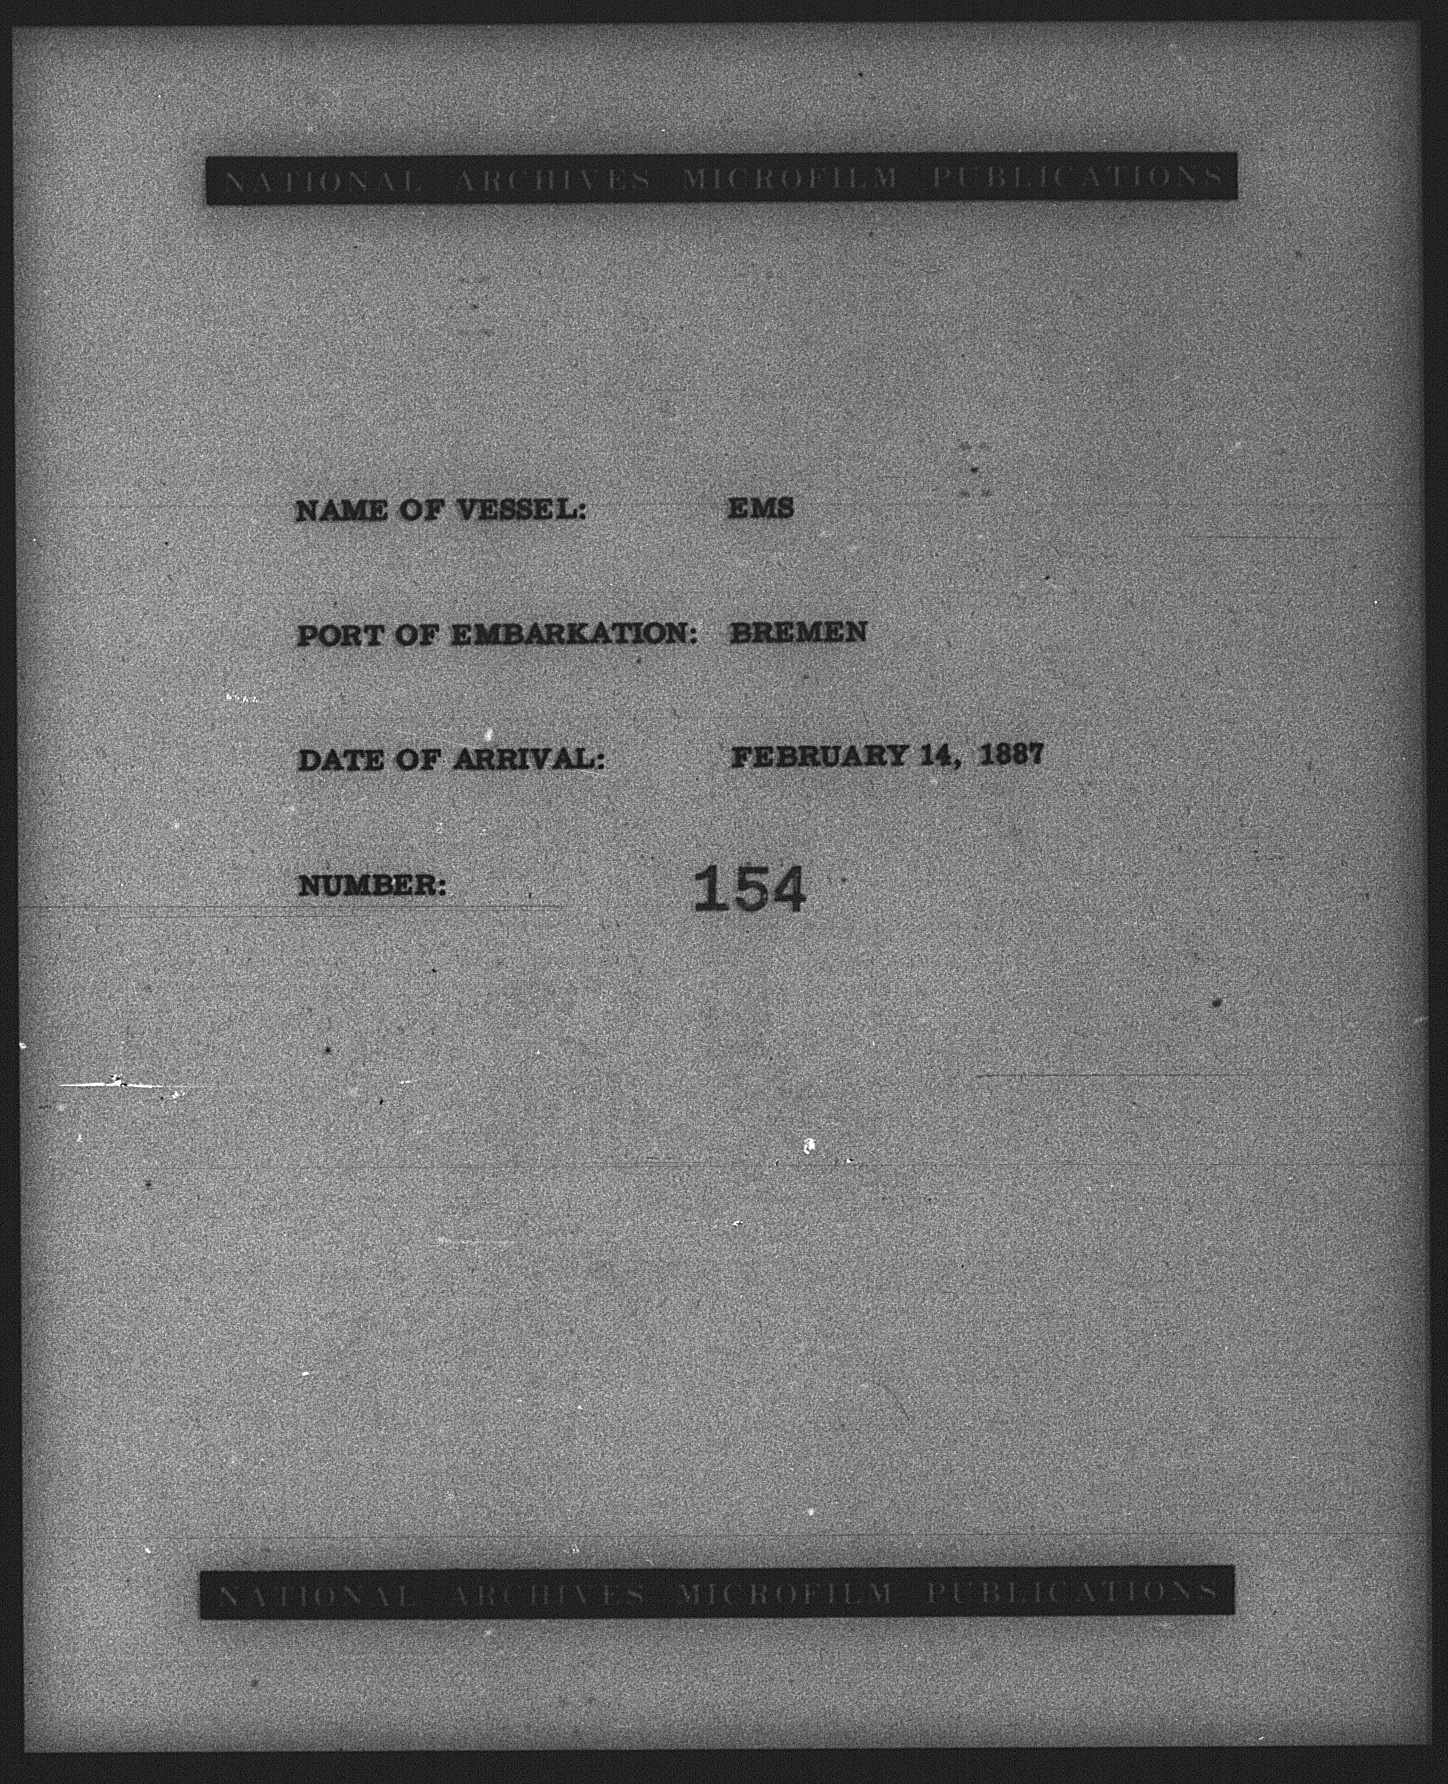 NATIONAL ARCHIVES MICROFILM PUBLICATIONS
NAME OF VESSEL: EMS
PORT OF EMBARKATION: BREMEN
DATE OF ARRIVAL: FEBRUARY 14, 1887
NUMBER: 154
NATIONAL ARCHIVES MICROFILM PUBLICATIONS